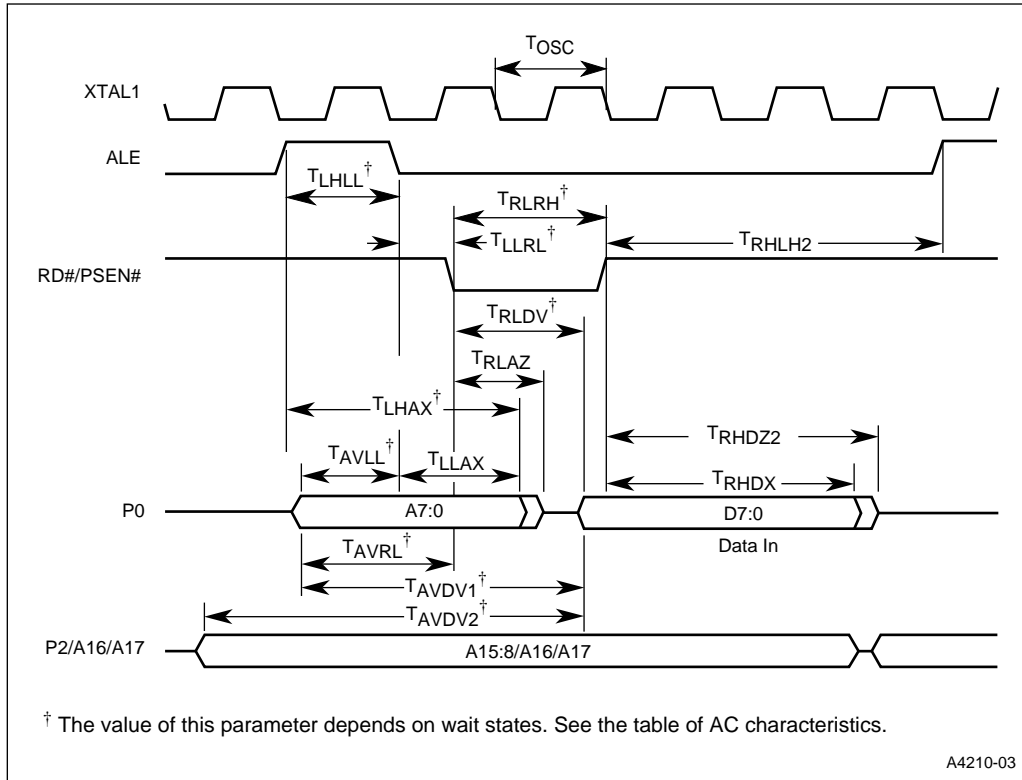 TOSC
XTAL1
ALE
TLHLL†
TRLRH†
TLLRL†
TRHLH2
RD#/PSEN#
TRLDV†
TRLAZ
TLHAX†
TRHDZ2
TAVLL†
TLLAX
TRHDX
P0
A7:0
D7:0
Data In
TAVRL†
TAVDV1†
TAVDV2†
P2/A16/A17
A15:8/A16/A17
† The value of this parameter depends on wait states. See the table of AC characteristics.
A4210-03